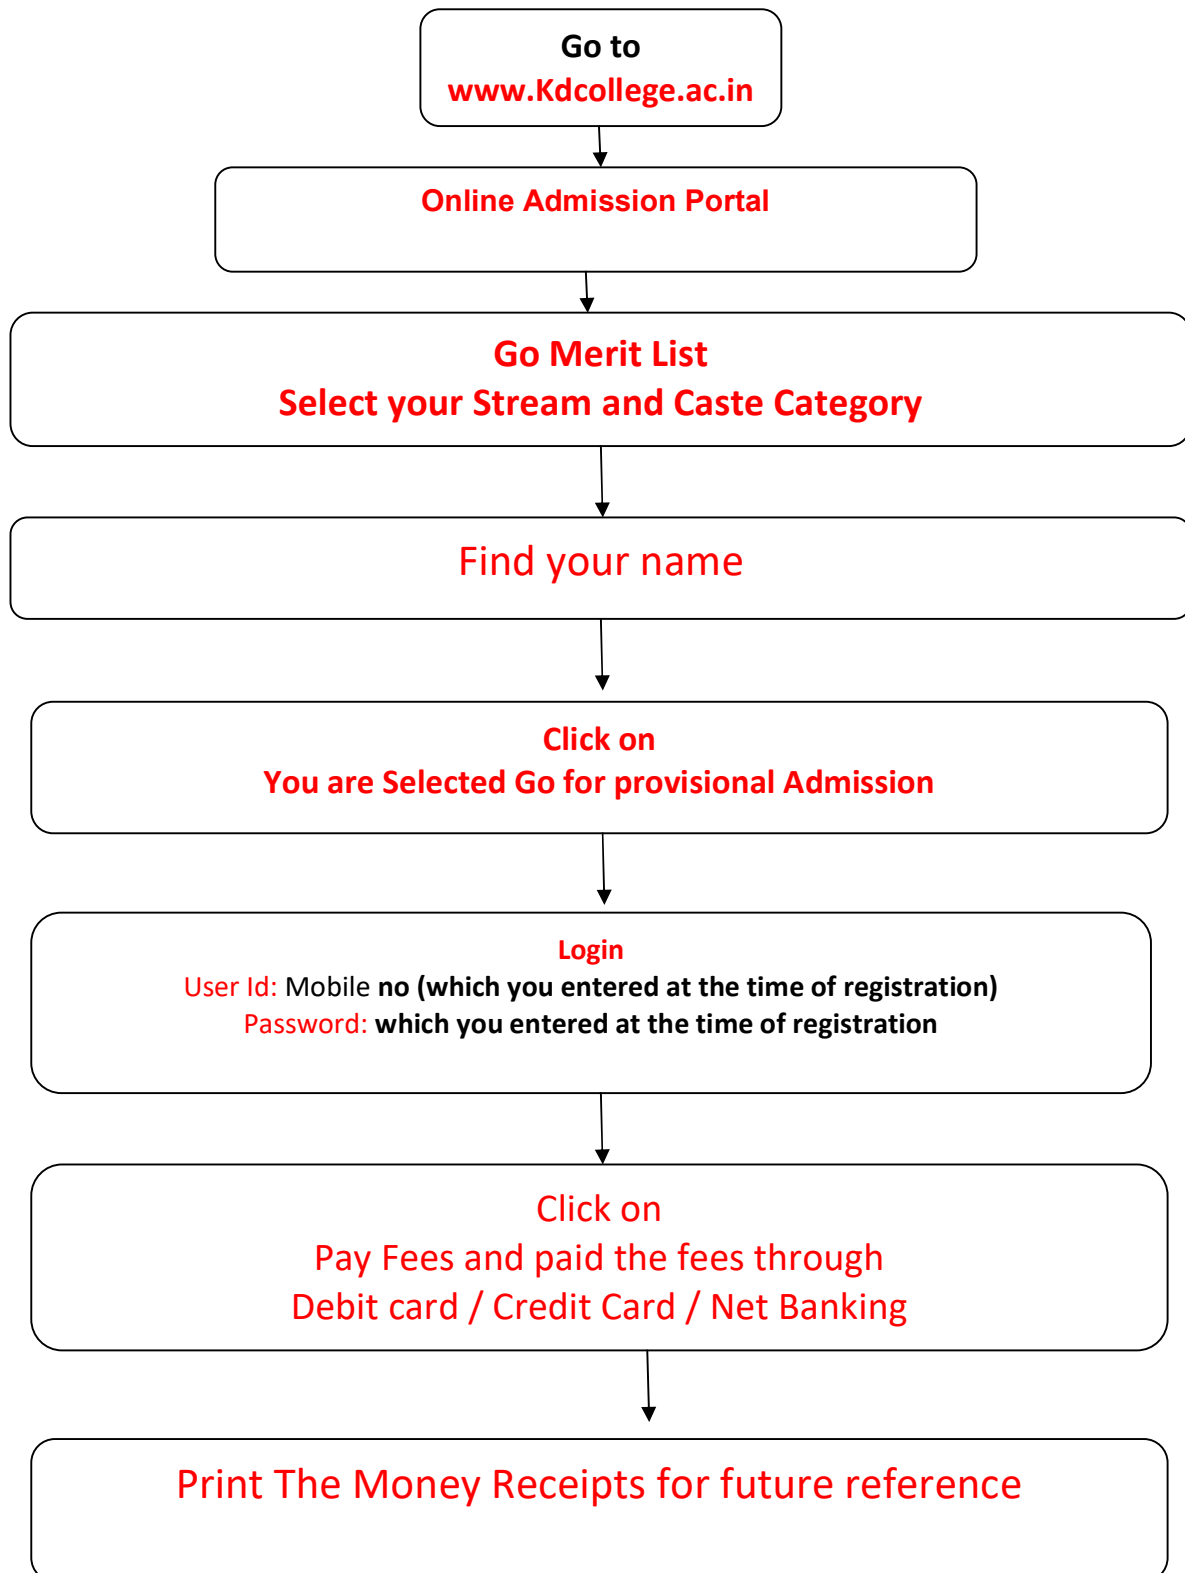 Go to
www.Kdcollege.ac.in
Online Admission Portal
Go Merit List
Select your Stream and Caste Category
Find your name
Click on
You are Selected Go for provisional Admission
Login
User Id: Mobile no (which you entered at the time of registration)
Password: which you entered at the time of registration
Click on
Pay Fees and paid the fees through
Debit card / Credit Card / Net Banking
Print The Money Receipts for future reference